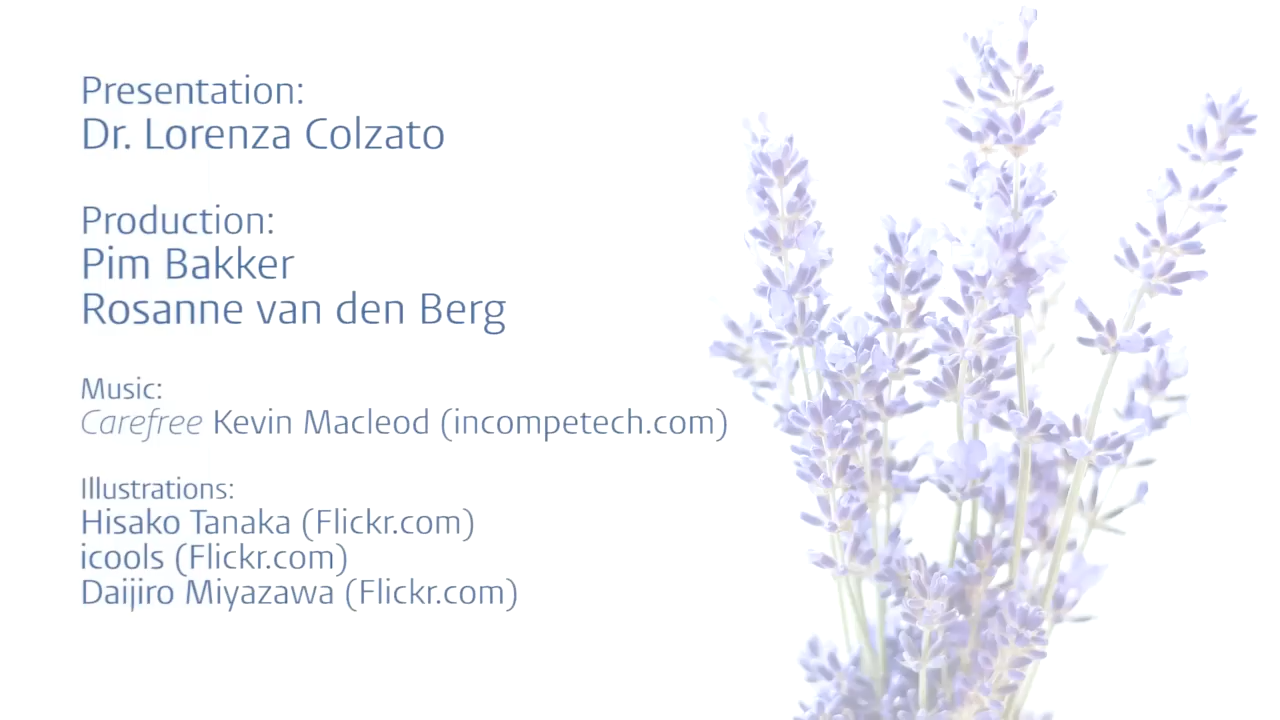 Presentation:
Dr. Lorenza Colzato
Production:
Pim Bakker
Rosanne van den Berg
Music:
Carefree Kevin Macleod (incompetech.com)
Illustrations:
Hisako Tanaka (Flickr.com)
icools (Flickr.com)
Daijiro Miyazawa (Flickr.com)